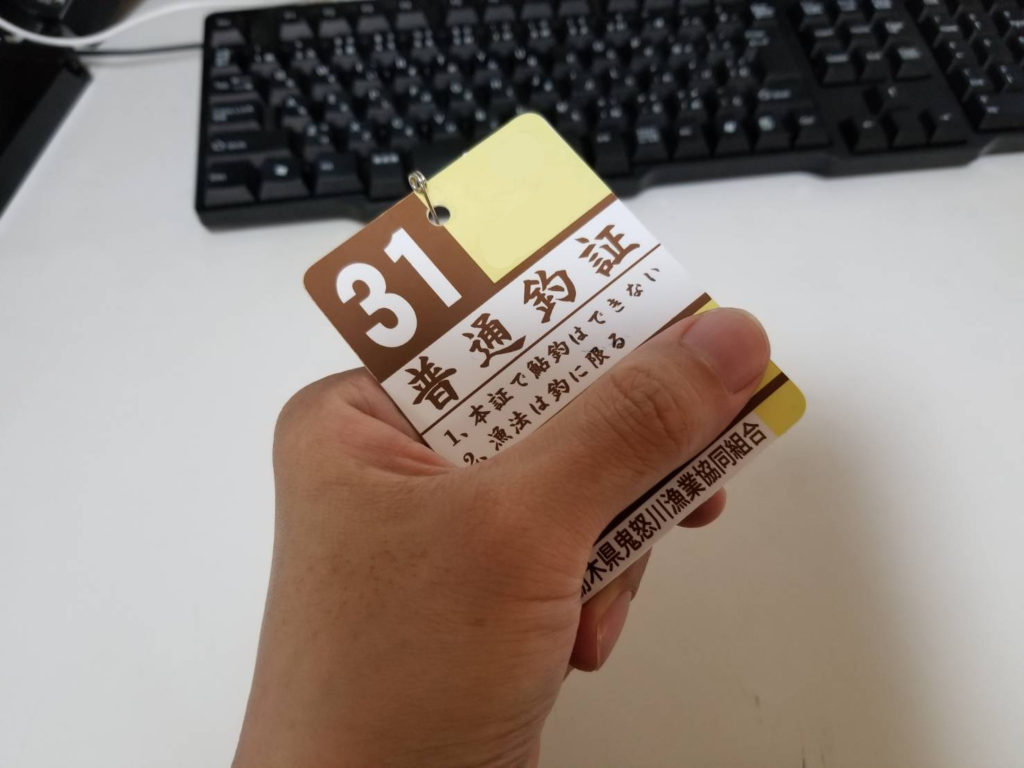 31
普通釣証
1、本証で鮎釣はできない
2、漁法は釣に限る
木県鬼怒川漁業協同組合